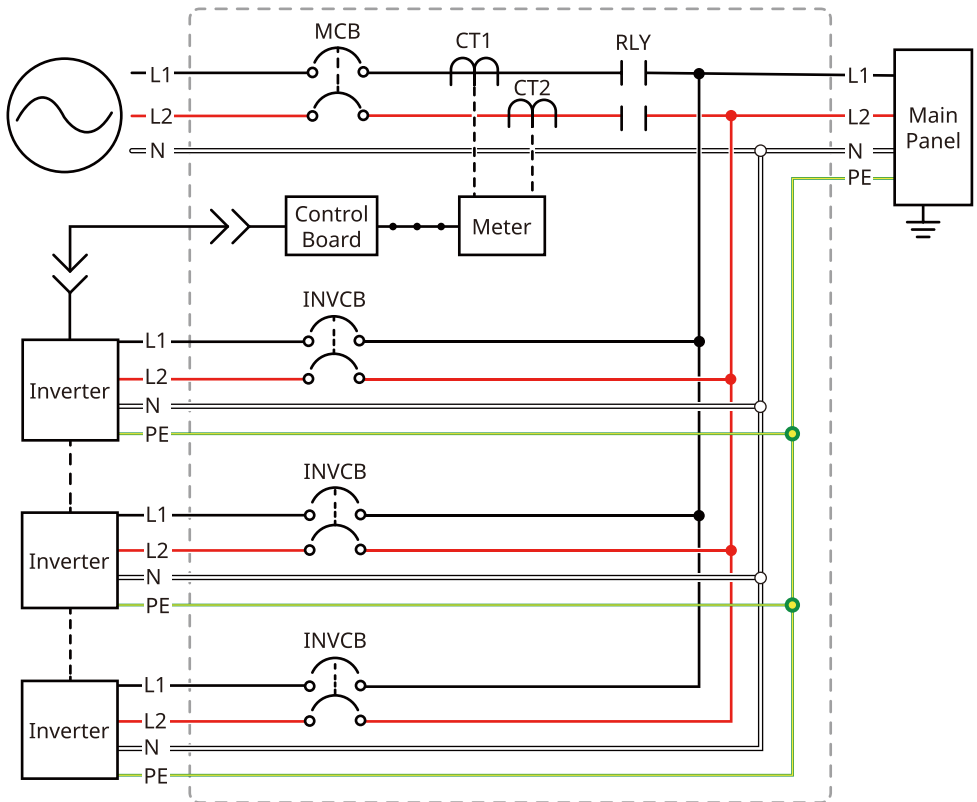 MCB
CT1
RLY
L1
L1
CT2
L2
L2
Main
Panel
N
N
PE
Control
Board
Meter
INVCB
L1
L2
Inverter
N
PE
INVCB
L1
L2
Inverter
N
PE
INVCB
L1
L2
Inverter
N
PE